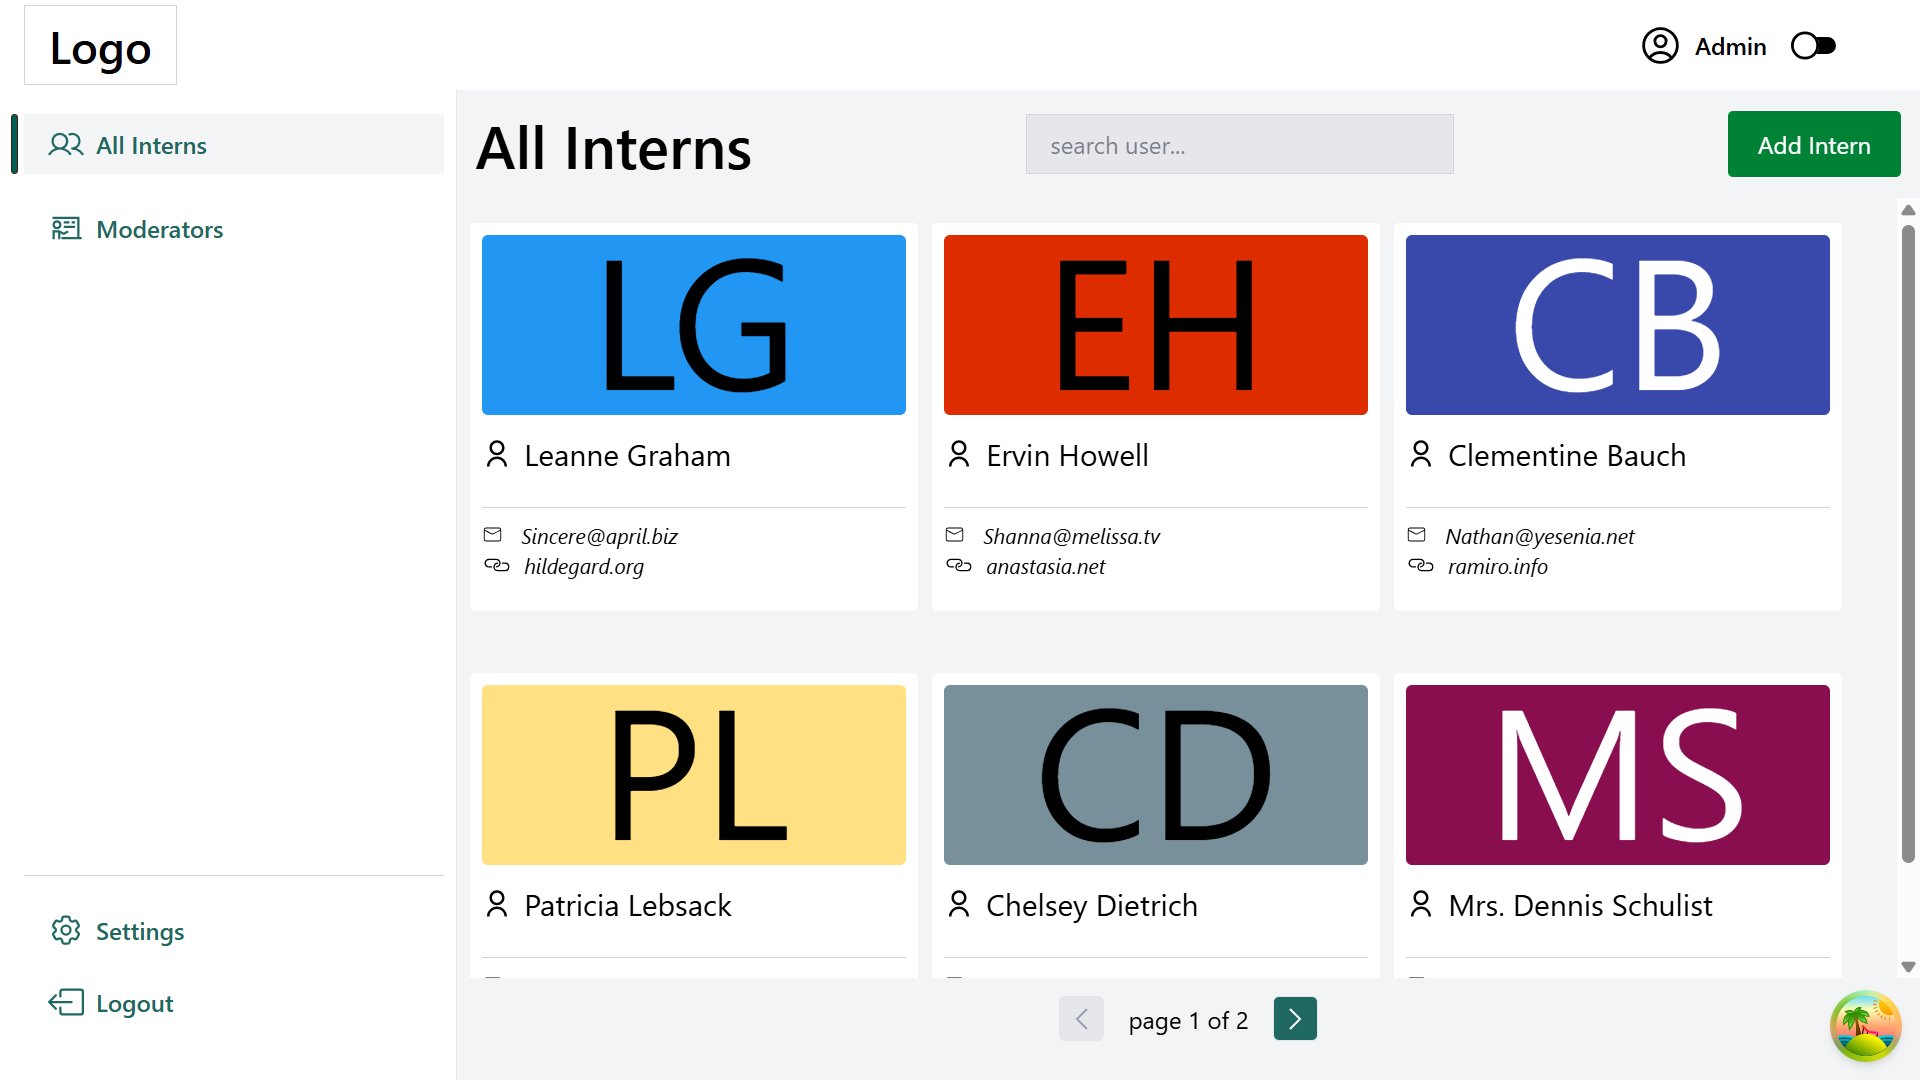 Logo
Admin
All Interns
Moderators
Settings
Logout
All Interns
search user...
Add Intern
LG
Leanne Graham
Sincere@april.biz
hildegard.org
EH
Ervin Howell
Shanna@melissa.tv
anastasia.net
CB
Clementine Bauch
Nathan@yesenia.net
ramiro.info
PL
Patricia Lebsack
CD
Chelsey Dietrich
MS
Mrs. Dennis Schulist
page 1 of 2